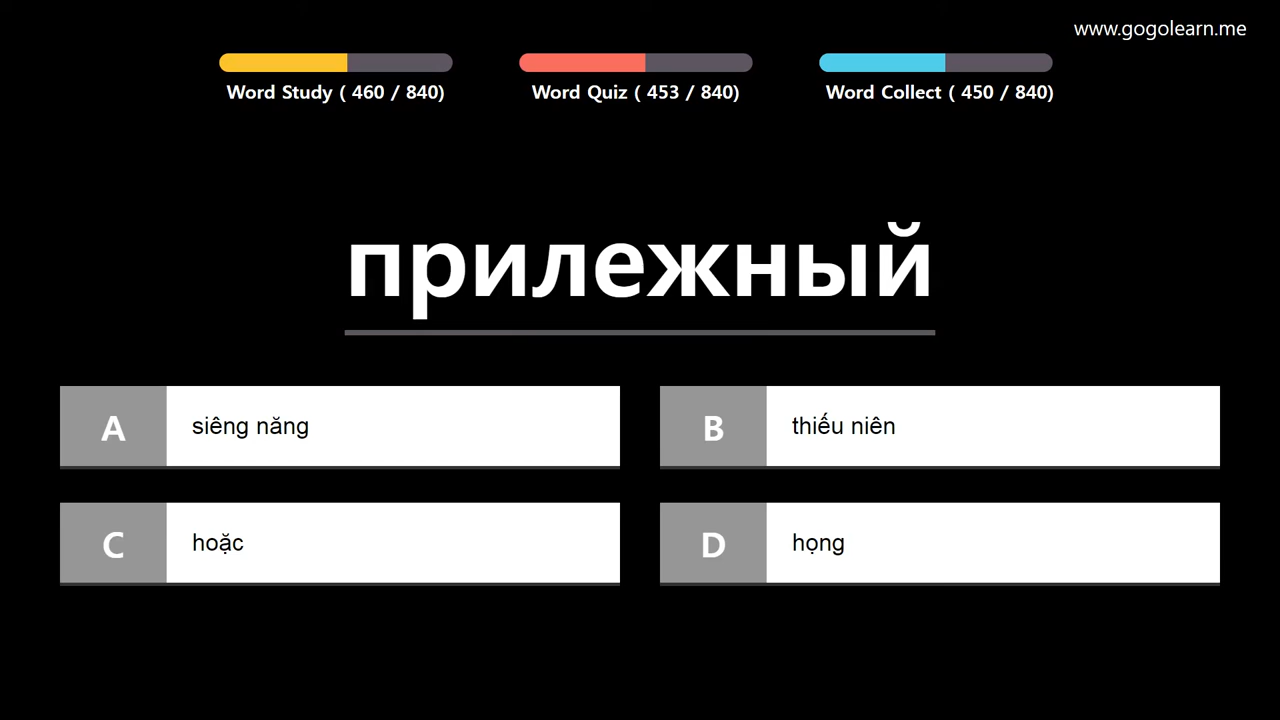 www.gogolearn.me
Word Study ( 460 / 840)
Word Quiz ( 453 / 840)
Word Collect ( 450 / 840)
прилежный
A siêng năng
B thiếu niên
C hoặc
D họng